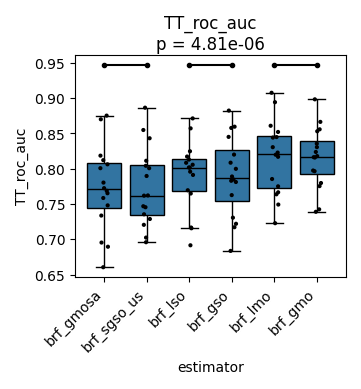 TT_roc_auc
p = 4.81e-06
TT_roc_auc
0.95
0.90
0.85
0.80
0.75
0.70
0.65
brf_gmosa
brf_sgso_us
brf_lso
brf_gso
brf_lmo
brf_gmo
estimator